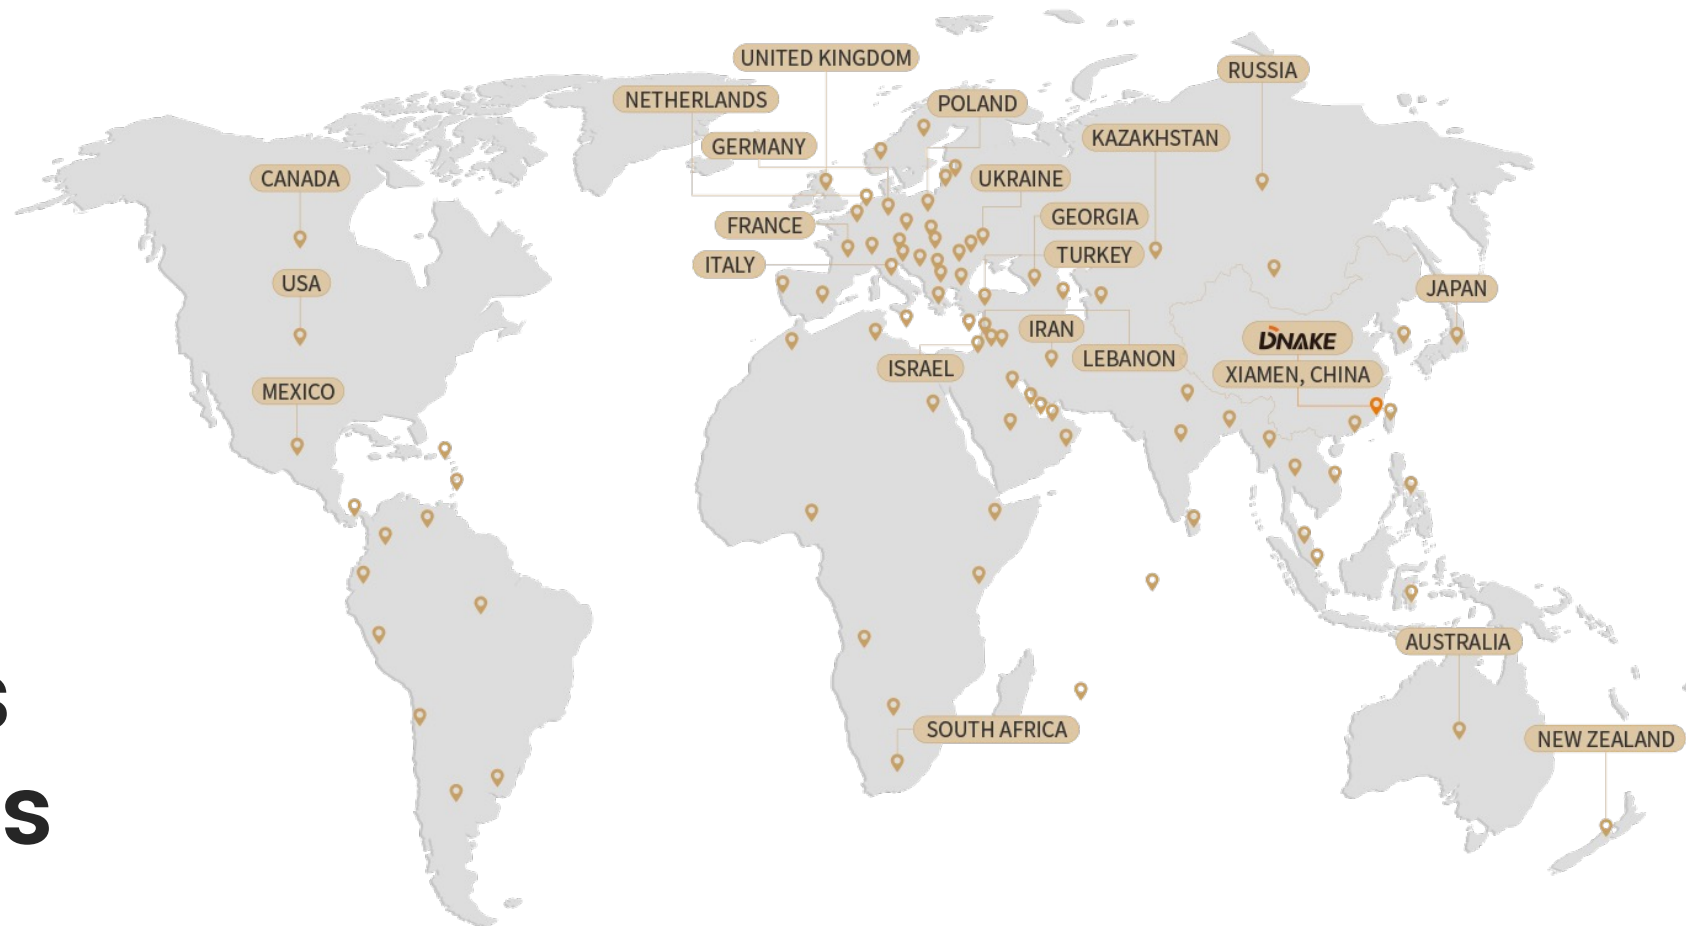 UNITED KINGDOM
RUSSIA
NETHERLANDS
POLAND
KAZAKHSTAN
GERMANY
CANADA
UKRAINE
GEORGIA
FRANCE
TURKEY
ITALY
USA
JAPAN
IRAN
DNAKE
LEBANON
ISRAEL
XIAMEN, CHINA
MEXICO
AUSTRALIA
s
SOUTH AFRICA
NEW ZEALAND
s